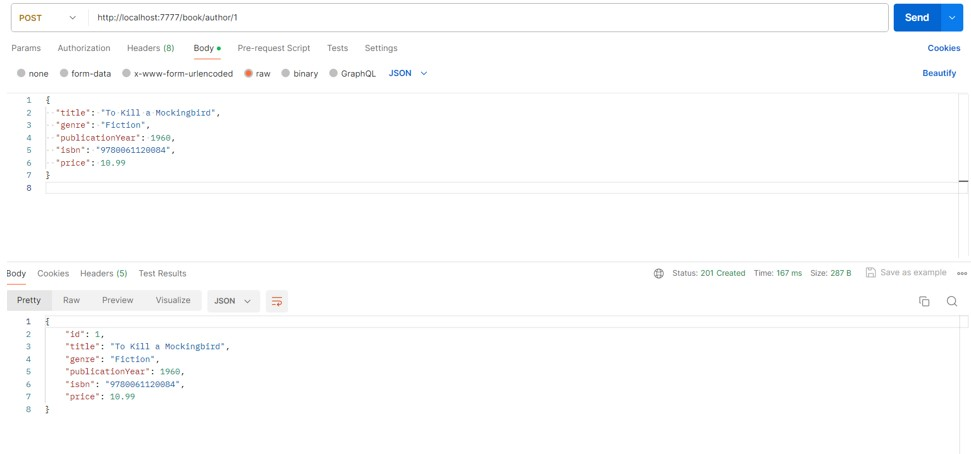 POST http://localhost:7777/book/author/1 Send
Params Authorization Headers (8) Body Pre-request Script Tests Settings Cookies
none form-data x-www-form-urlencoded raw binary GraphQL JSON Beautify
1 {
2 "title": "To Kill a Mockingbird",
3 "genre": "Fiction",
4 "publicationYear": 1960,
5 "isbn": "9780061120084",
6 "price": 10.99
7 }
8
Body Cookies Headers (5) Test Results Status: 201 Created Time: 167 ms Size: 287 B Save as example
Pretty Raw Preview Visualize JSON
1 {
2 "id": 1,
3 "title": "To Kill a Mockingbird",
4 "genre": "Fiction",
5 "publicationYear": 1960,
6 "isbn": "9780061120084",
7 "price": 10.99
8 }